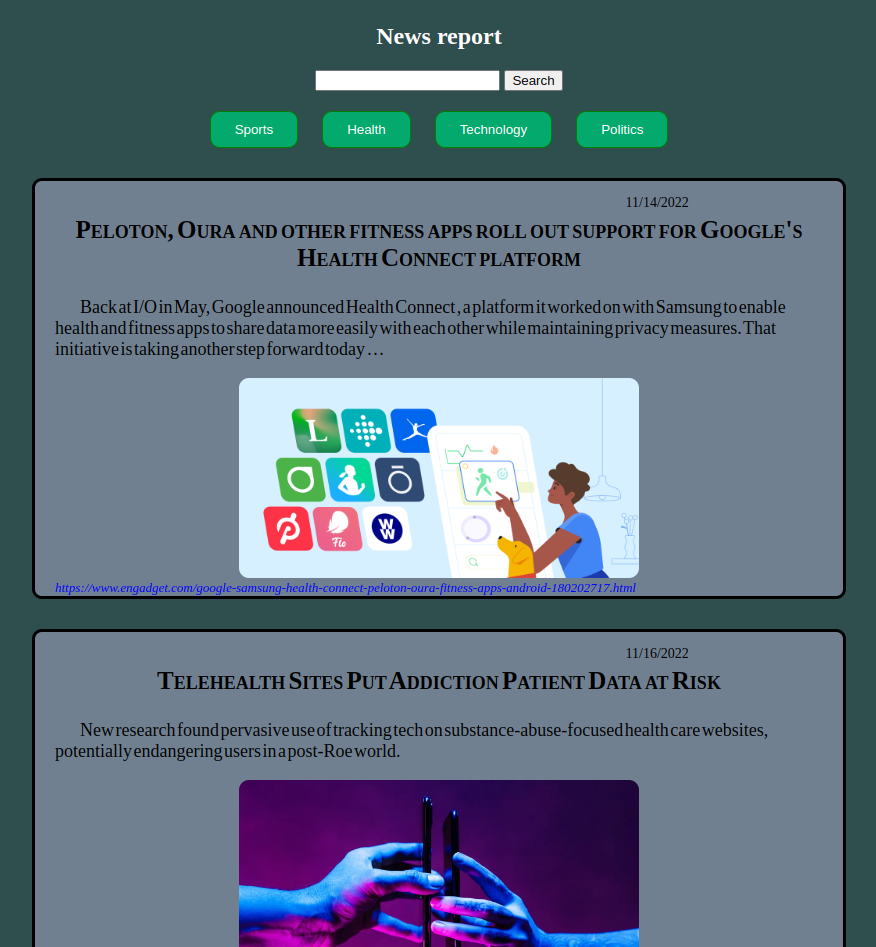 News report
Search
Sports Health Technology Politics
11/14/2022
Peloton, Oura and other fitness apps roll out support for Google's
Health Connect platform
Back at I/O in May, Google announced Health Connect , a platform it worked on with Samsung to enable
health and fitness apps to share data more easily with each other while maintaining privacy measures. That
initiative is taking another step forward today …
L
Flo
W
W
https://www.engadget.com/google-samsung-health-connect-peloton-oura-fitness-apps-android-180202717.html
11/16/2022
Telehealth Sites Put Addiction Patient Data at Risk
New research found pervasive use of tracking tech on substance-abuse-focused health care websites,
potentially endangering users in a post-Roe world.